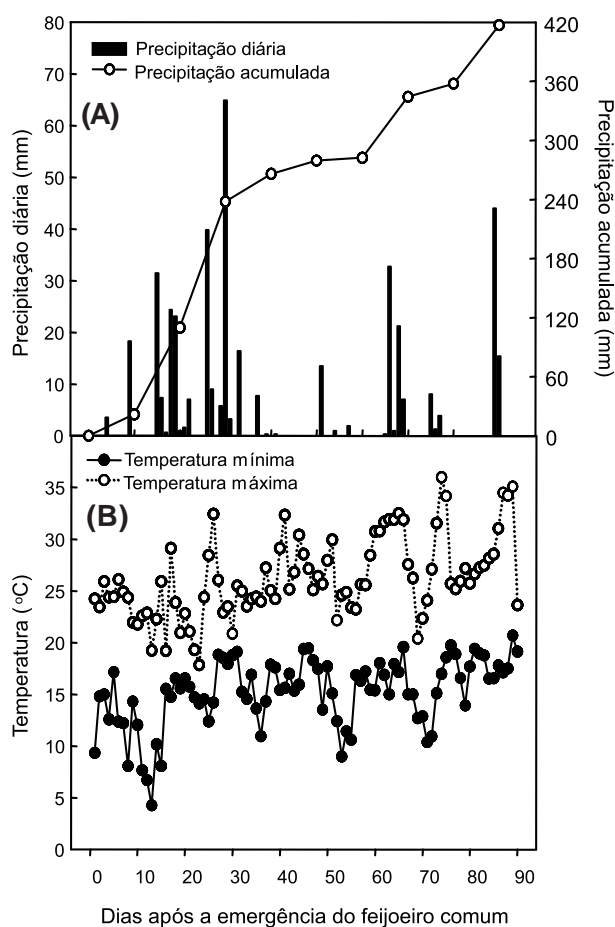 80
70
60
50
40
30
20
10
0
Precipitação diária (mm)
Precipitação diária
Precipitação acumulada
(A)
420
360
300
240
180
120
60
0
Precipitação acumulada (mm)
Temperatura mínima
Temperatura máxima
(B)
35
30
25
20
15
10
5
0
Temperatura (ºC)
0 10 20 30 40 50 60 70 80 90
Dias após a emergência do feijoeiro comum